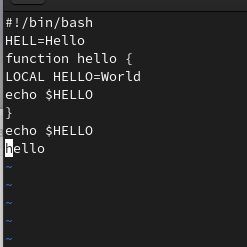 #!/bin/bash
HELL=Hello
function hello {
LOCAL HELLO=World
echo $HELLO
}
echo $HELLO
hello
~
~
~
~
~